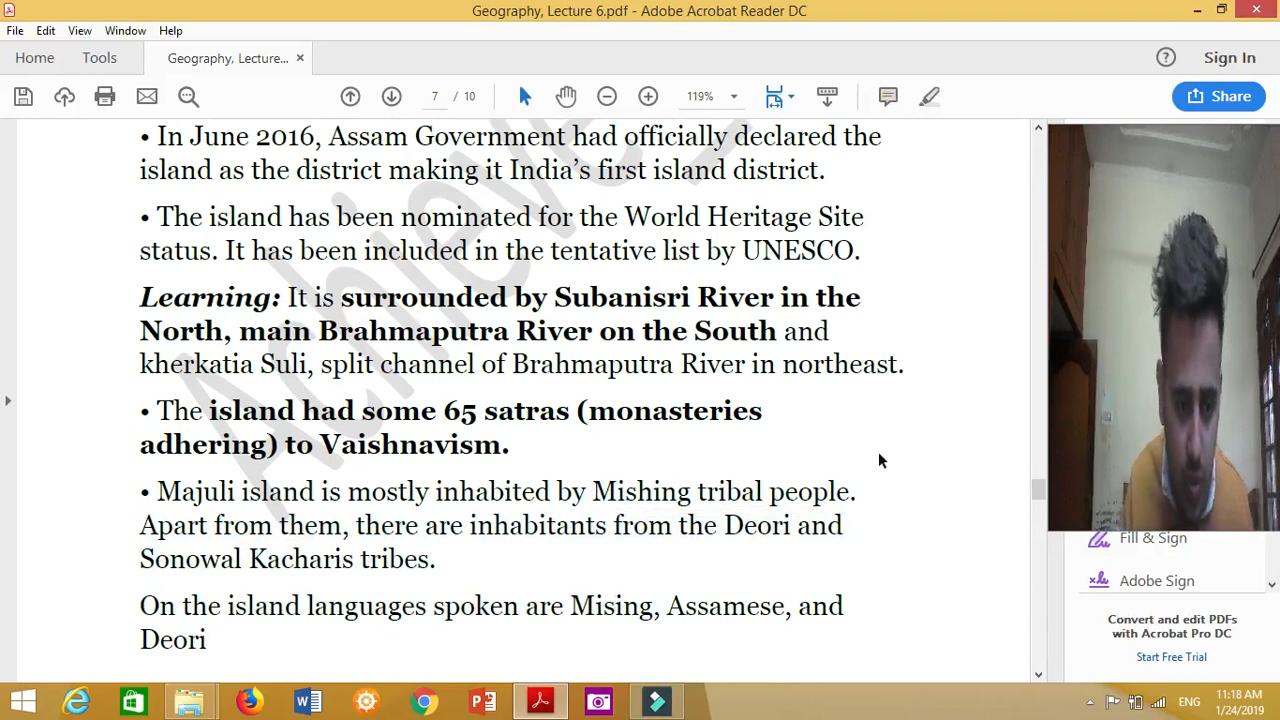 Geography, Lecture 6.pdf - Adobe Acrobat Reader DC
File Edit View Window Help
Home Tools Geography, Lecture... × Sign In
7 / 10 119% Share
• In June 2016, Assam Government had officially declared the
island as the district making it India's first island district.
• The island has been nominated for the World Heritage Site
status. It has been included in the tentative list by UNESCO.
Learning: It is surrounded by Subanisri River in the
North, main Brahmaputra River on the South and
kherkatia Suli, split channel of Brahmaputra River in northeast.
• The island had some 65 satras (monasteries
adhering) to Vaishnavism.
• Majuli island is mostly inhabited by Mishing tribal people.
Apart from them, there are inhabitants from the Deori and
Sonowal Kacharis tribes.
On the island languages spoken are Mising, Assamese, and
Deori
Achieve_
Fill & Sign
Adobe Sign
Convert and edit PDFs
with Acrobat Pro DC
Start Free Trial
ENG
11:18 AM
1/24/2019